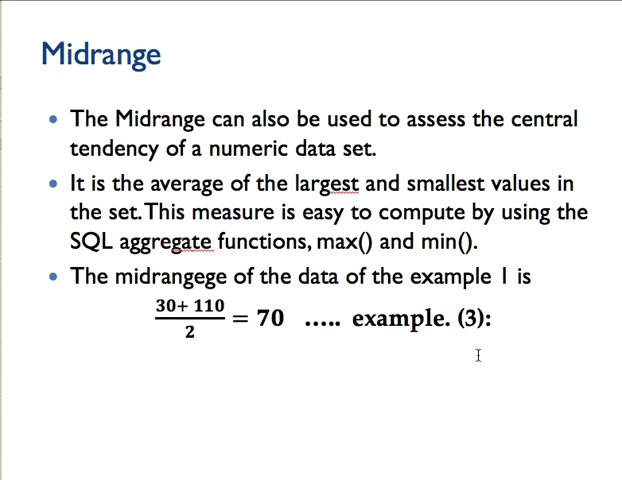 Midrange
• The Midrange can also be used to assess the central
tendency of a numeric data set.
• It is the average of the largest and smallest values in
the set. This measure is easy to compute by using the
SQL aggregate functions, max() and min().
• The midrangege of the data of the example 1 is
30+ 110
2
= 70 ..... example. (3):